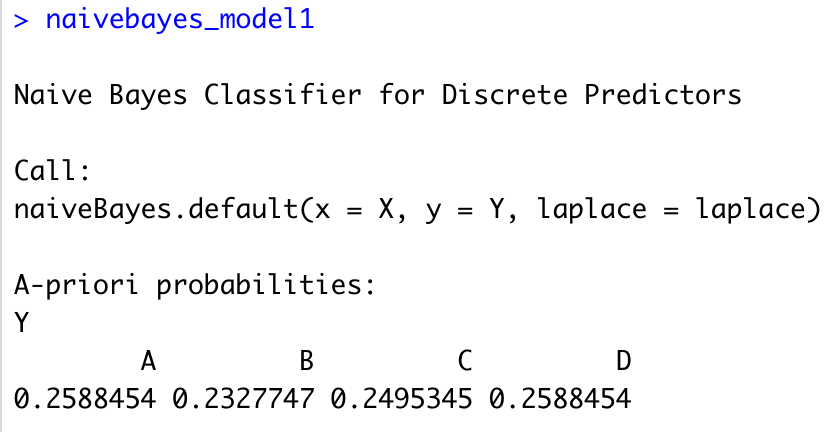 > naivebayes_model1
Naive Bayes Classifier for Discrete Predictors
Call:
naiveBayes.default(x = X, y = Y, laplace = laplace)
A-priori probabilities:
Y
A B C D
0.2588454 0.2327747 0.2495345 0.2588454